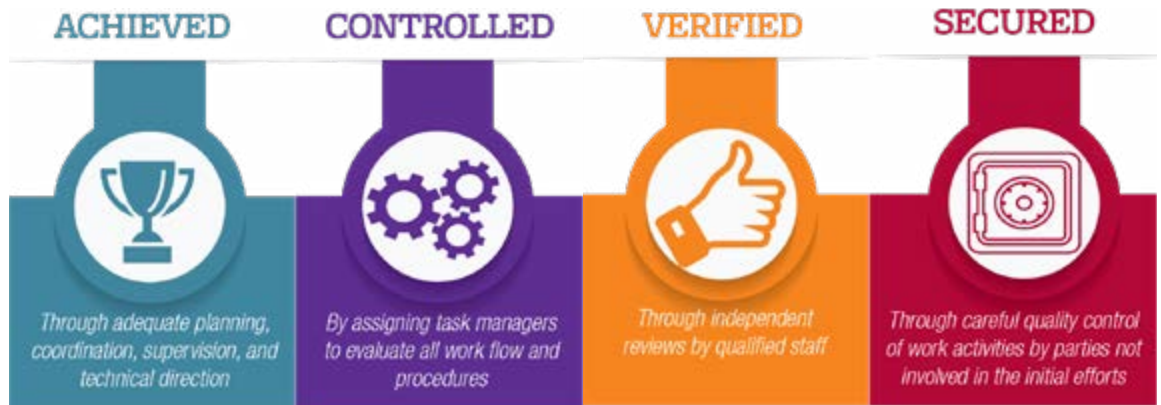 ACHIEVED
Through adequate planning,
coordination, supervision, and
technical direction
CONTROLLED
By assigning task managers
to evaluate all work flow and
procedures
VERIFIED
Through independent
reviews by qualified staff
SECURED
Through careful quality control
of work activities by parties not
involved in the initial efforts